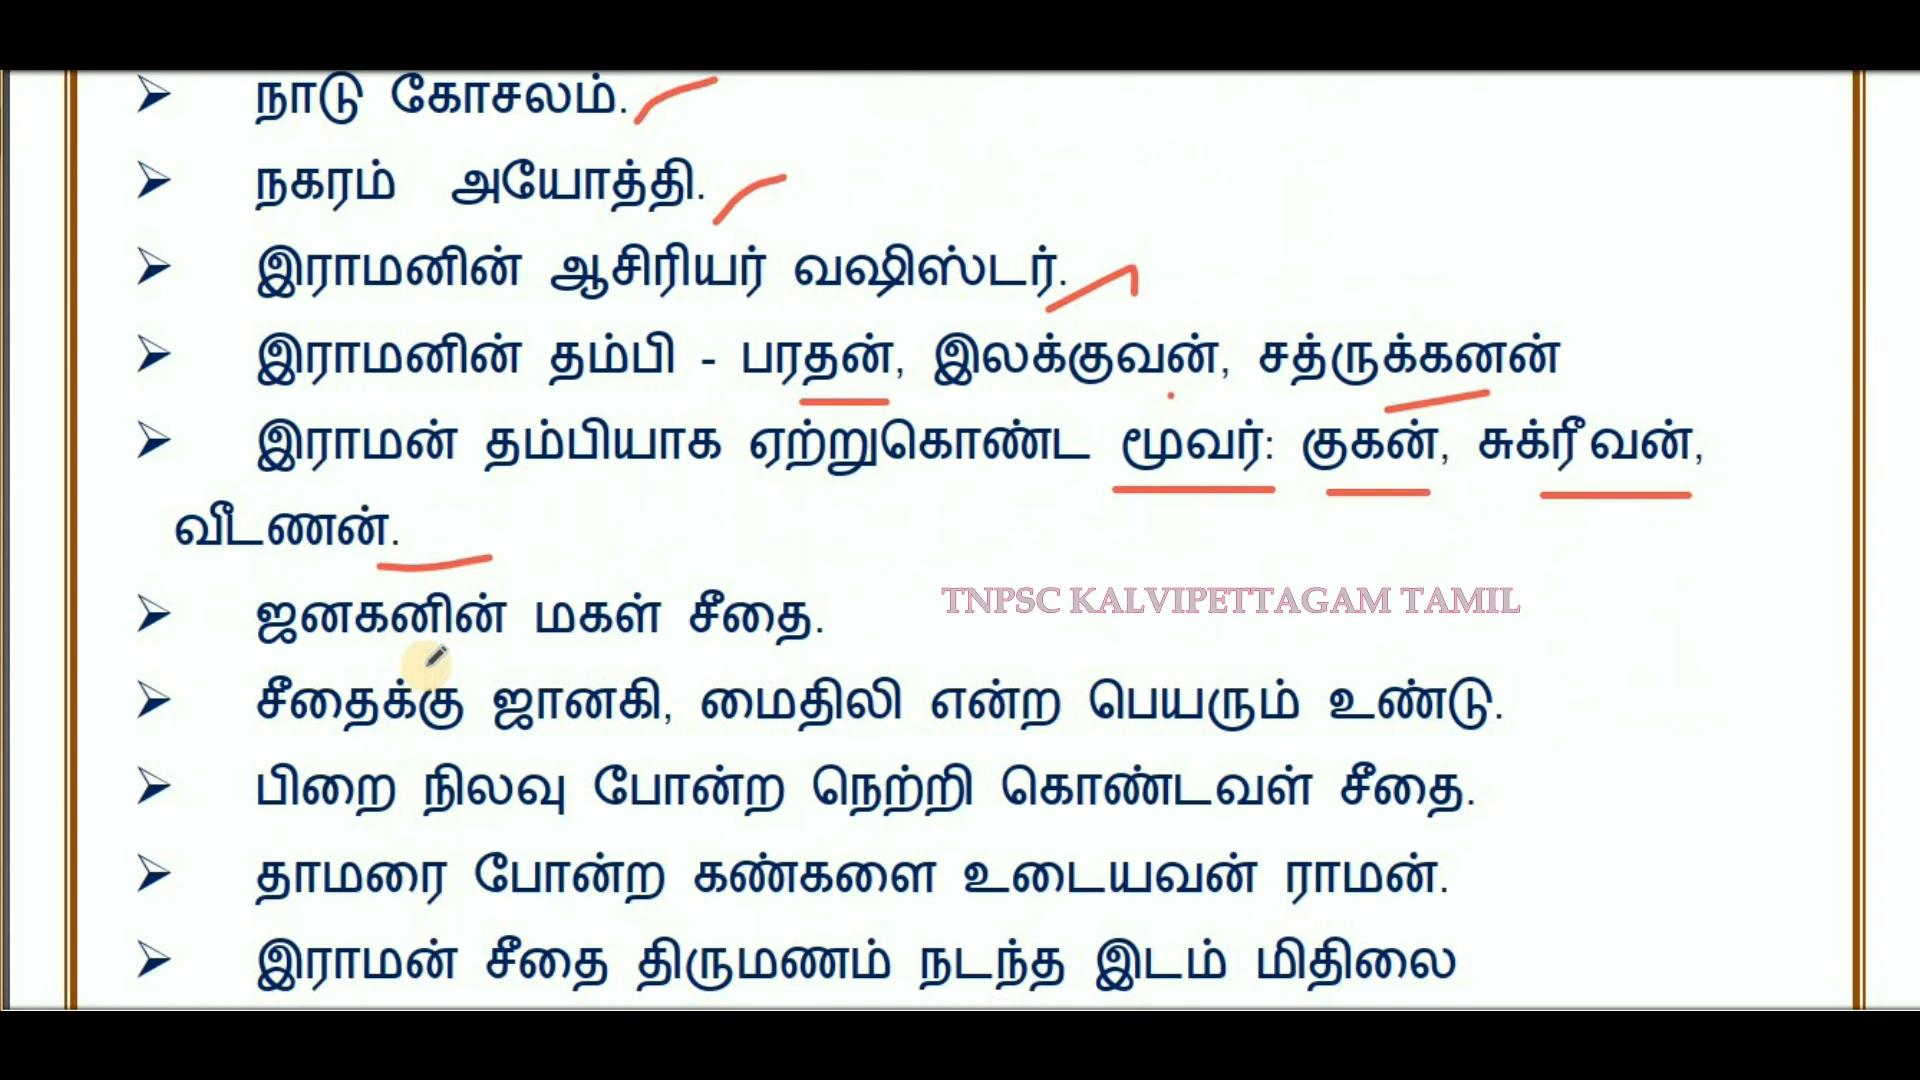 ➢ நாடு கோசலம்.
➢ நகரம் அயோத்தி.
➢ இராமனின் ஆசிரியர் வஷிஸ்டர்.
➢ இராமனின் தம்பி - பரதன், இலக்குவன், சத்ருக்கனன்
➢ இராமன் தம்பியாக ஏற்றுகொண்ட மூவர்: குகன், சுக்ரீவன்,
வீடணன்.
➢ ஜனகனின் மகள் சீதை.
TNPSC KALVIPETTAGAM TAMIL
➢ சீதைக்கு ஜானகி, மைதிலி என்ற பெயரும் உண்டு.
➢ பிறை நிலவு போன்ற நெற்றி கொண்டவள் சீதை.
➢ தாமரை போன்ற கண்களை உடையவன் ராமன்.
➢ இராமன் சீதை திருமணம் நடந்த இடம் மிதிலை